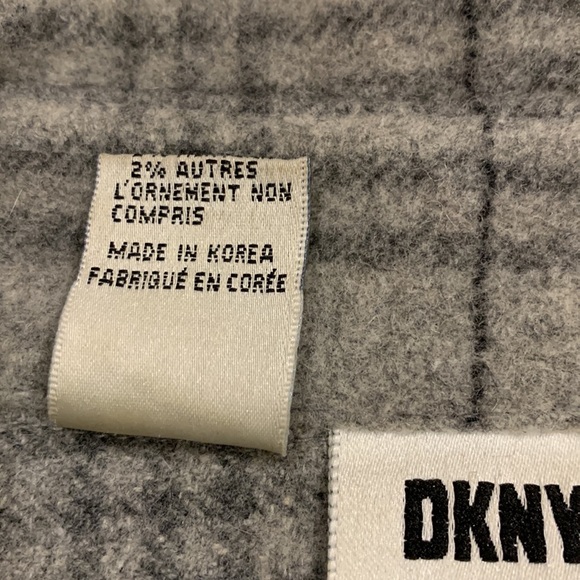 2% AUTRES
L'ORNEMENT NON
COMPRIS
MADE IN KOREA
FABRIQUÉ EN CORÉE
DKNY